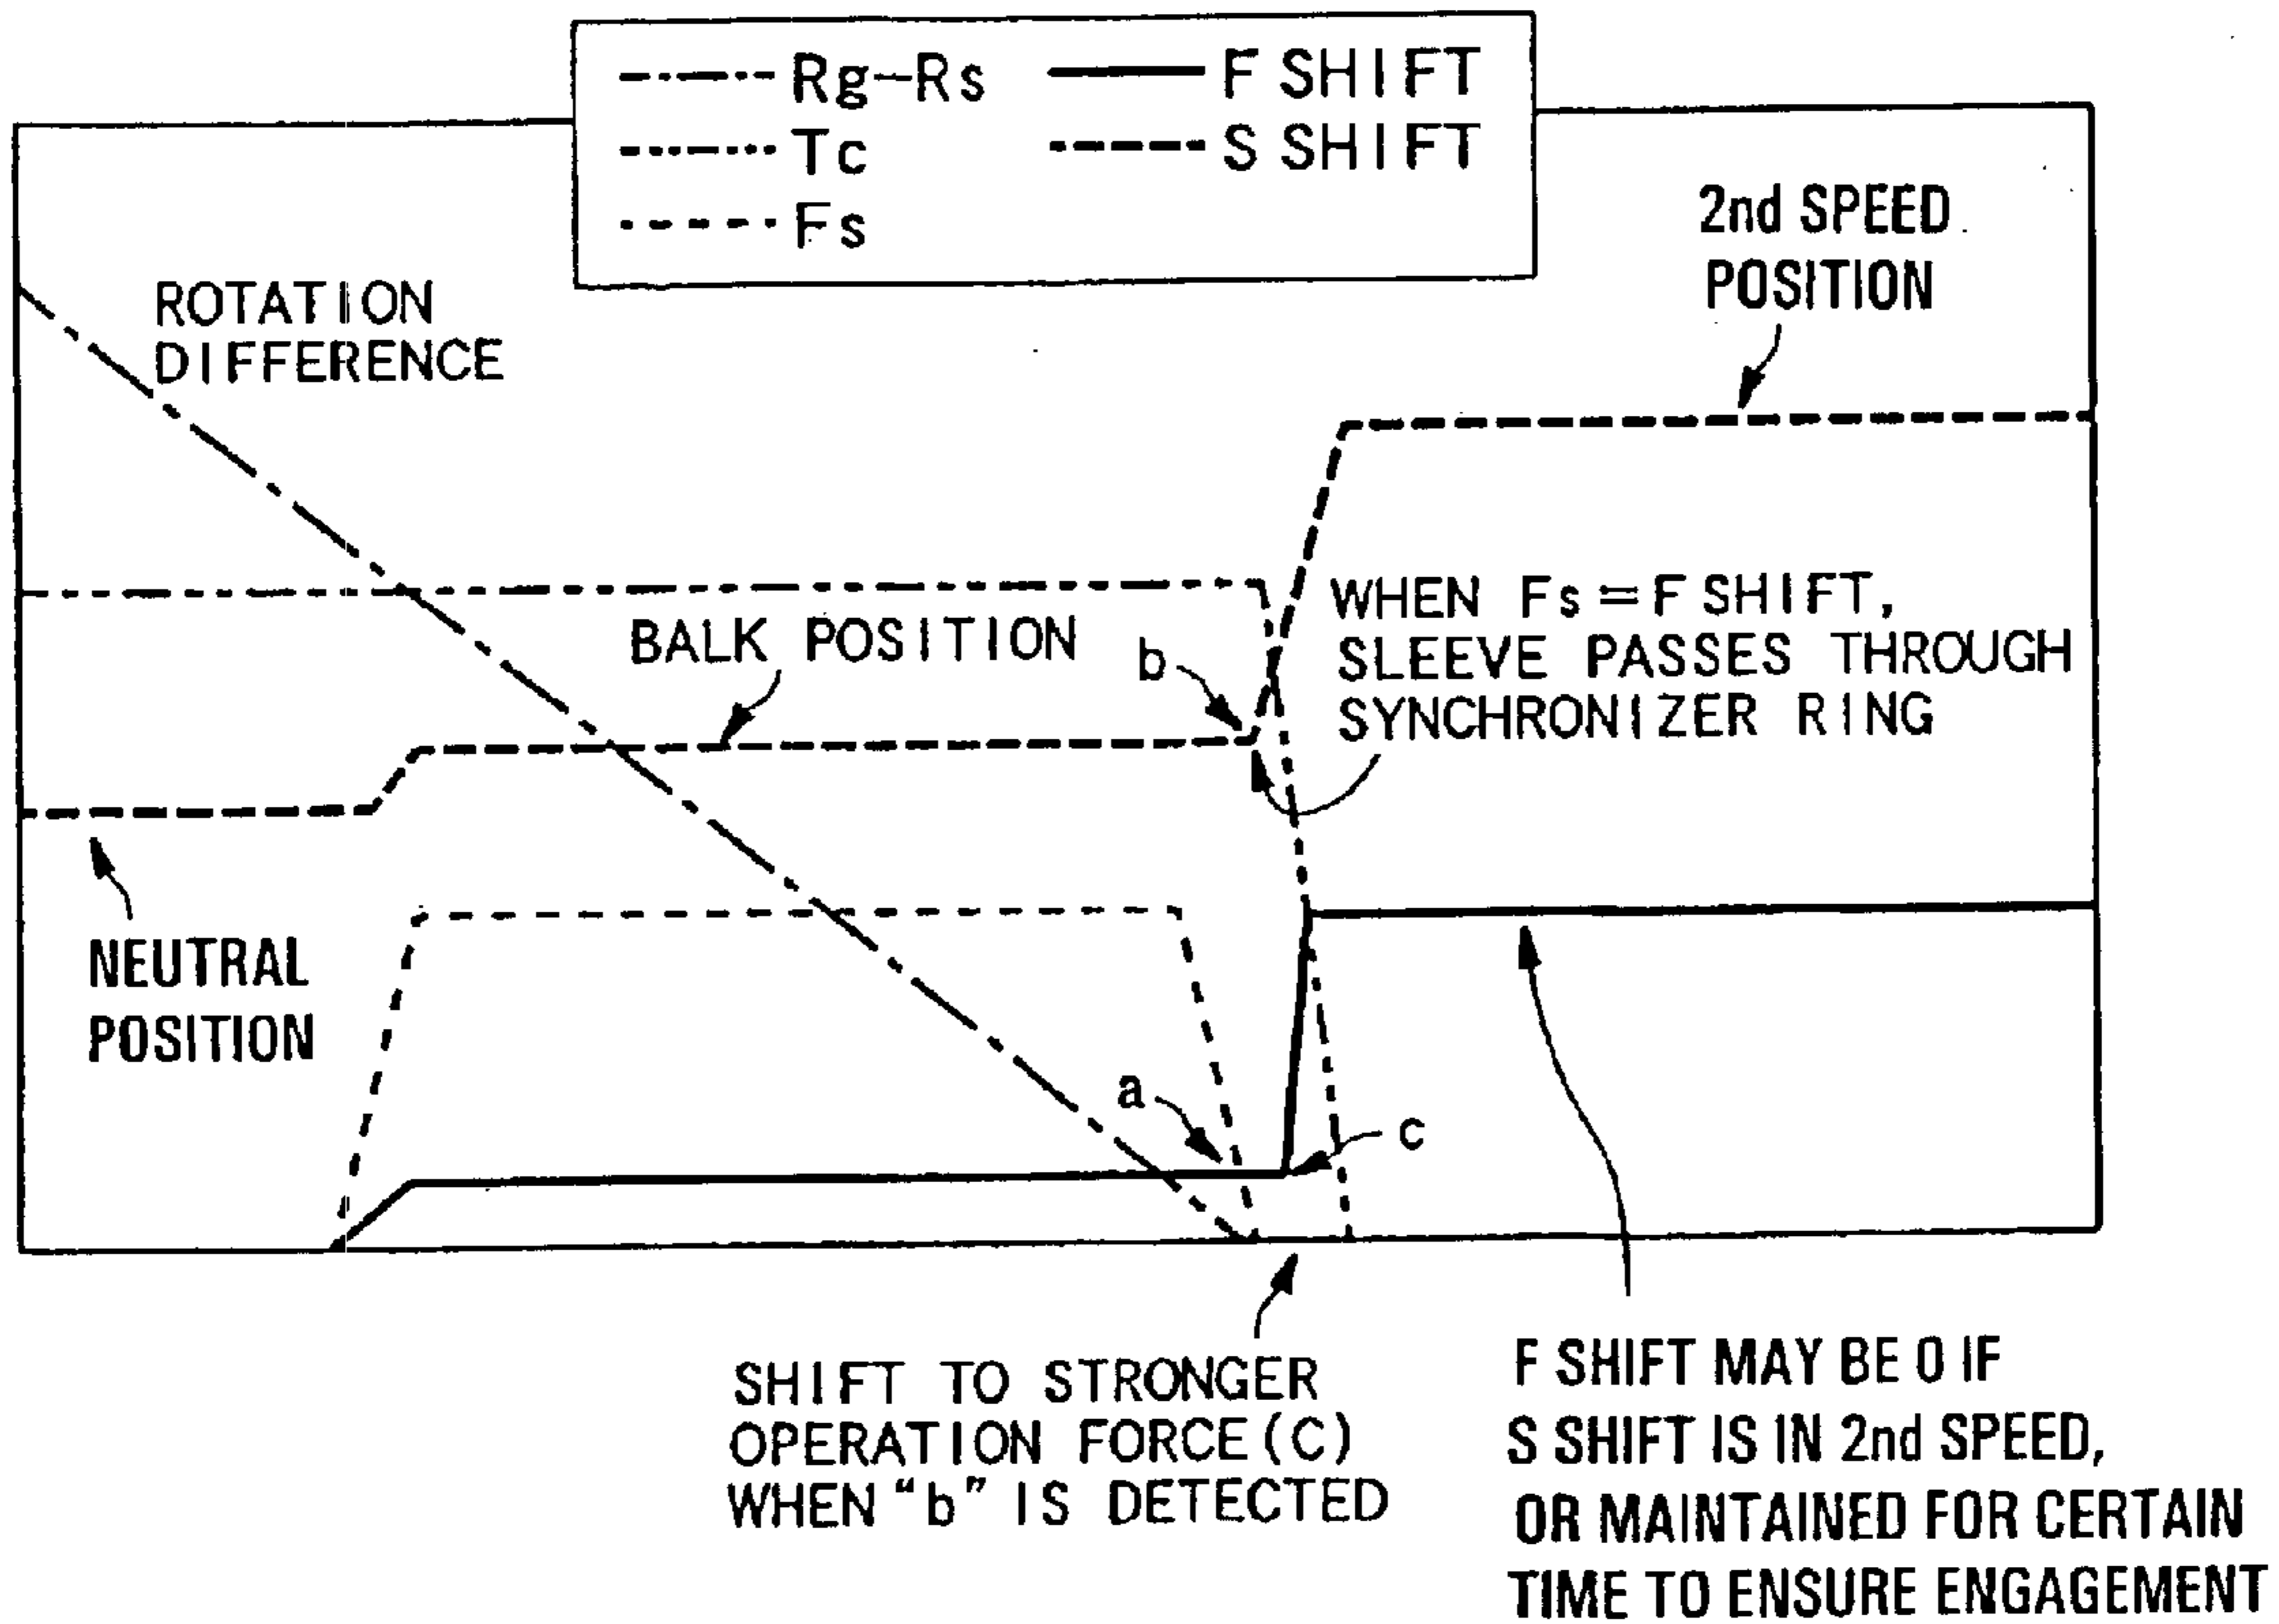 Rg-Rs
F SHIFT
Tc
S SHIFT
Fs
2nd SPEED
POSITION
ROTATION
DIFFERENCE
WHEN Fs=F SHIFT,
SLEEVE PASSES THROUGH
SYNCHRONIZER RING
BALK POSITION
b
NEUTRAL
POSITION
a
c
SHIFT TO STRONGER
OPERATION FORCE(C)
WHEN "b" IS DETECTED
F SHIFT MAY BE 0 IF
S SHIFT IS IN 2nd SPEED,
OR MAINTAINED FOR CERTAIN
TIME TO ENSURE ENGAGEMENT